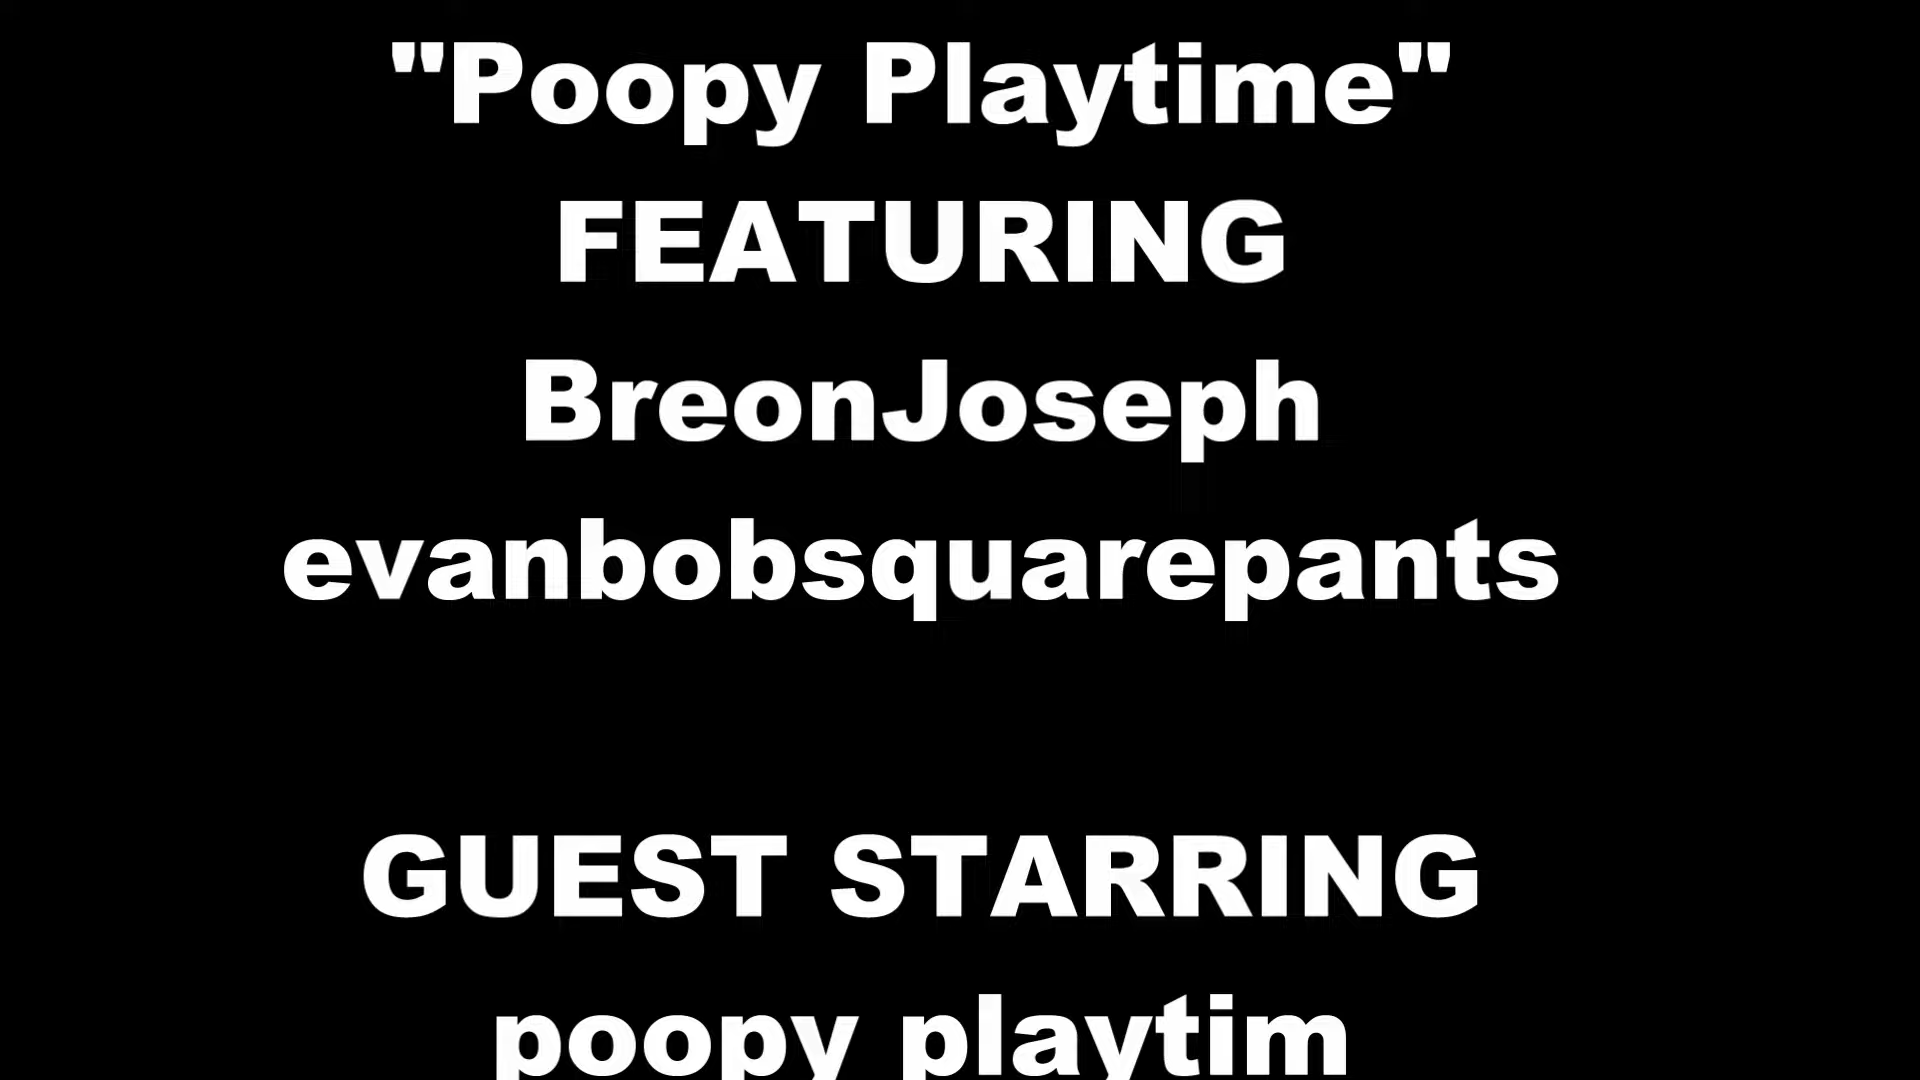 "Poopy Playtime"
FEATURING
BreonJoseph
evanbobsquarepants
GUEST STARRING
poopy playtim